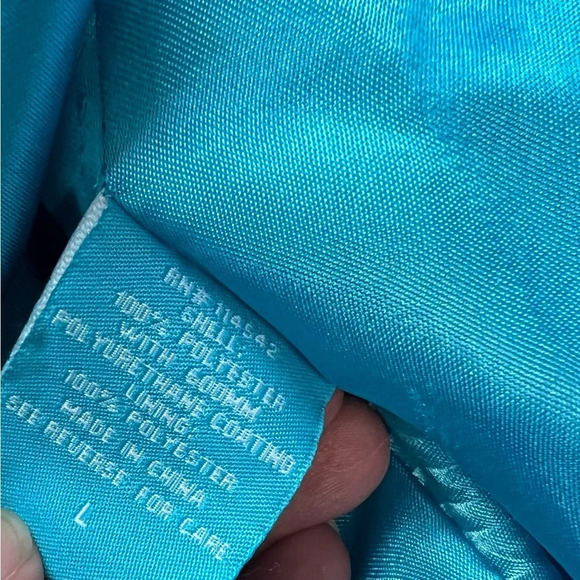 RN# 114542
SHELL:
100% POLYESTER
WITH 600MM
POLYURETHANE COATING
LINING:
100% POLYESTER
MADE IN CHINA
SEE REVERSE FOR CARE
L